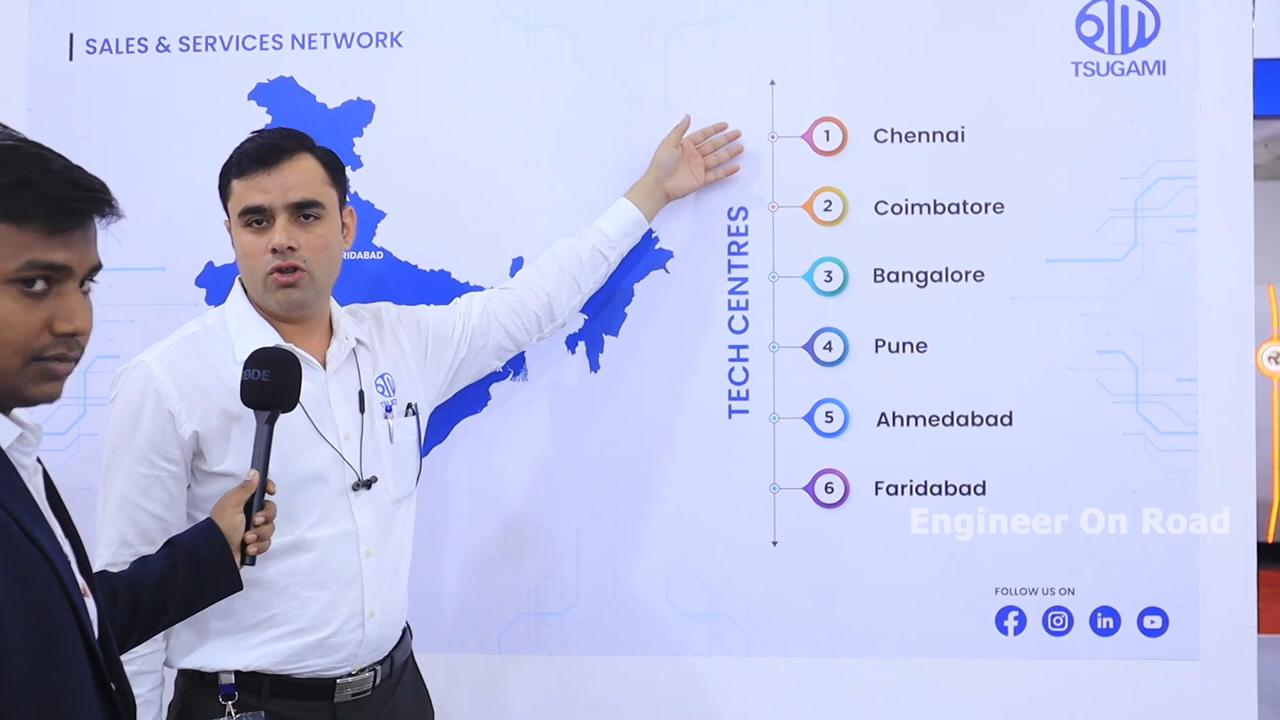 SALES & SERVICES NETWORK
TSUGAMI
TECH CENTRES
1 Chennai
2 Coimbatore
3 Bangalore
4 Pune
5 Ahmedabad
6 Faridabad
RIDABAD
Engineer On Road
FOLLOW US ON